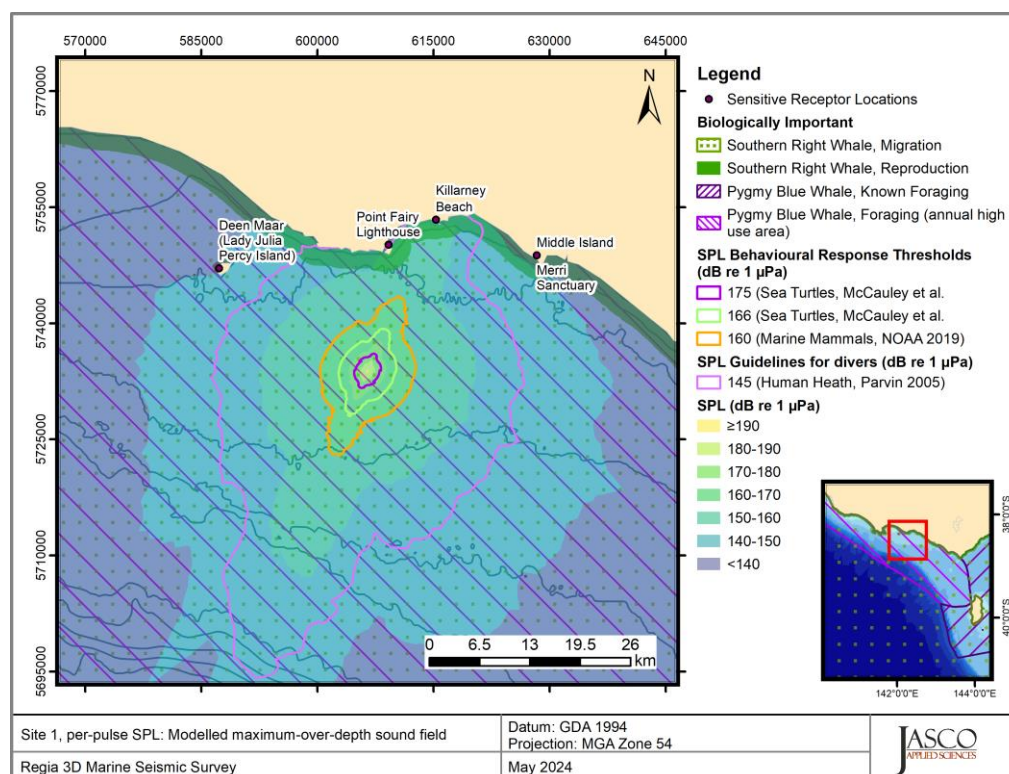 570000 585000 600000 615000 630000 645000
5770000
5755000
5740000
5725000
5710000
5695000
N
Killarney
Beach
Point Fairy
Lighthouse
Deen Maar
(Lady Julia
Percy Island)
Middle Island
Merri
Sanctuary
0 6.5 13 19.5 26
km
Legend
Sensitive Receptor Locations
Biologically Important
Southern Right Whale, Migration
Southern Right Whale, Reproduction
Pygmy Blue Whale, Known Foraging
Pygmy Blue Whale, Foraging (annual high
use area)
SPL Behavioural Response Thresholds
(dB re 1 µPa)
175 (Sea Turtles, McCauley et al.
166 (Sea Turtles, McCauley et al.
160 (Marine Mammals, NOAA 2019)
SPL Guidelines for divers (dB re 1 µPa)
145 (Human Heath, Parvin 2005)
SPL (dB re 1 µPa)
≥190
180-190
170-180
160-170
150-160
140-150
<140
38°0'0"S
40°0'0"S
142°0'0"E 144°0'0"E
Site 1, per-pulse SPL: Modelled maximum-over-depth sound field
Datum: GDA 1994
Projection: MGA Zone 54
Regia 3D Marine Seismic Survey
May 2024
JASCO
APPLIED SCIENCES